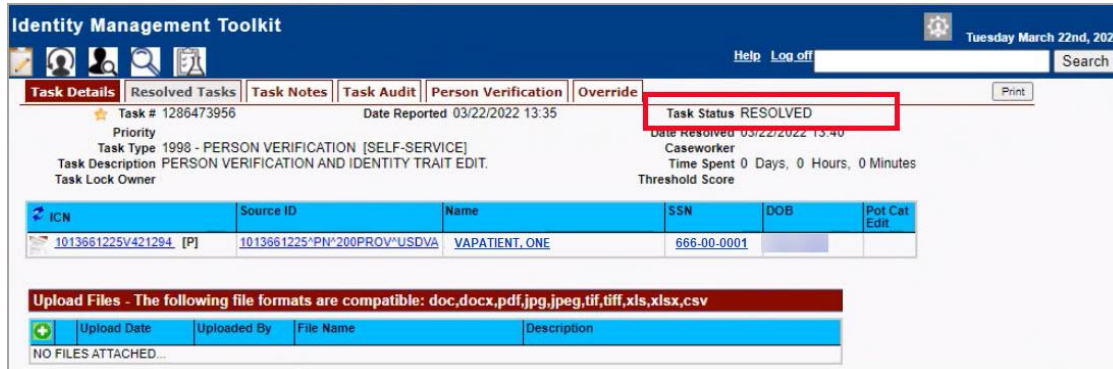 Identity Management Toolkit
Tuesday March 22nd, 202
Help Log off Search
Task Details Resolved Tasks Task Notes Task Audit Person Verification Override Print
Task # 1286473956 Date Reported 03/22/2022 13:35 Task Status RESOLVED
Priority Date Resolved 03/22/2022 13:40
Task Type 1998 - PERSON VERIFICATION [SELF-SERVICE] Caseworker
Task Description PERSON VERIFICATION AND IDENTITY TRAIT EDIT. Time Spent 0 Days, 0 Hours, 0 Minutes
Task Lock Owner Threshold Score
ICN Source ID Name SSN DOB Pot Cat Edit
1013661225V421294 [P] 1013661225^PN^200PROV^USDVA VAPATIENT, ONE 666-00-0001
Upload Files - The following file formats are compatible: doc,docx,pdf,jpg,jpeg,tif,tiff,xls,xlsx,csv
Upload Date Uploaded By File Name Description
NO FILES ATTACHED...